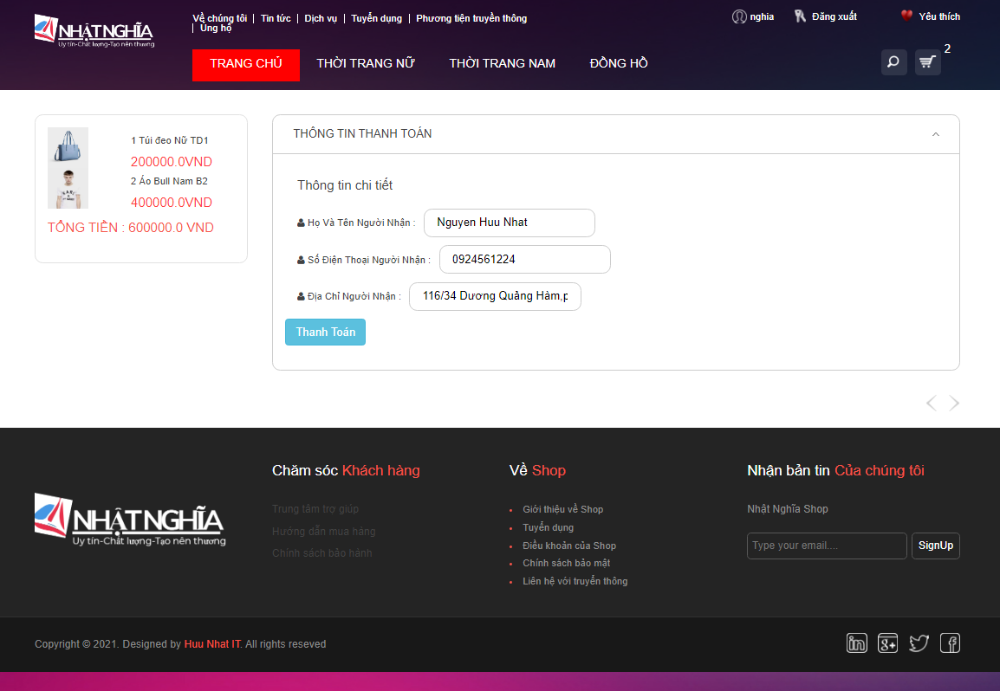 NHẬT NGHĨA
Uy tín-Chất lượng-Tạo nên thương
Về chúng tôi | Tin tức | Dịch vụ | Tuyển dụng | Phương tiện truyền thông
| Ủng hộ
nghia
Đăng xuất
Yêu thích
TRANG CHỦ
THỜI TRANG NỮ
THỜI TRANG NAM
ĐỒNG HỒ
2
1 Túi đeo Nữ TD1
200000.0VND
2 Áo Bull Nam B2
400000.0VND
TỔNG TIỀN : 600000.0 VND
THÔNG TIN THANH TOÁN
Thông tin chi tiết
Họ Và Tên Người Nhận : Nguyen Huu Nhat
Số Điện Thoại Người Nhận : 0924561224
Địa Chỉ Người Nhận : 116/34 Dương Quảng Hàm,p
Thanh Toán
NHẬT NGHĨA
Uy tín-Chất lượng-Tạo nên thương
Chăm sóc Khách hàng
Trung tâm trợ giúp
Hướng dẫn mua hàng
Chính sách bảo hành
Về Shop
Giới thiệu về Shop
Tuyển dụng
Điều khoản của Shop
Chính sách bảo mật
Liên hệ với truyền thông
Nhận bản tin Của chúng tôi
Nhật Nghĩa Shop
Type your email....
SignUp
Copyright © 2021. Designed by Huu Nhat IT. All rights reseved